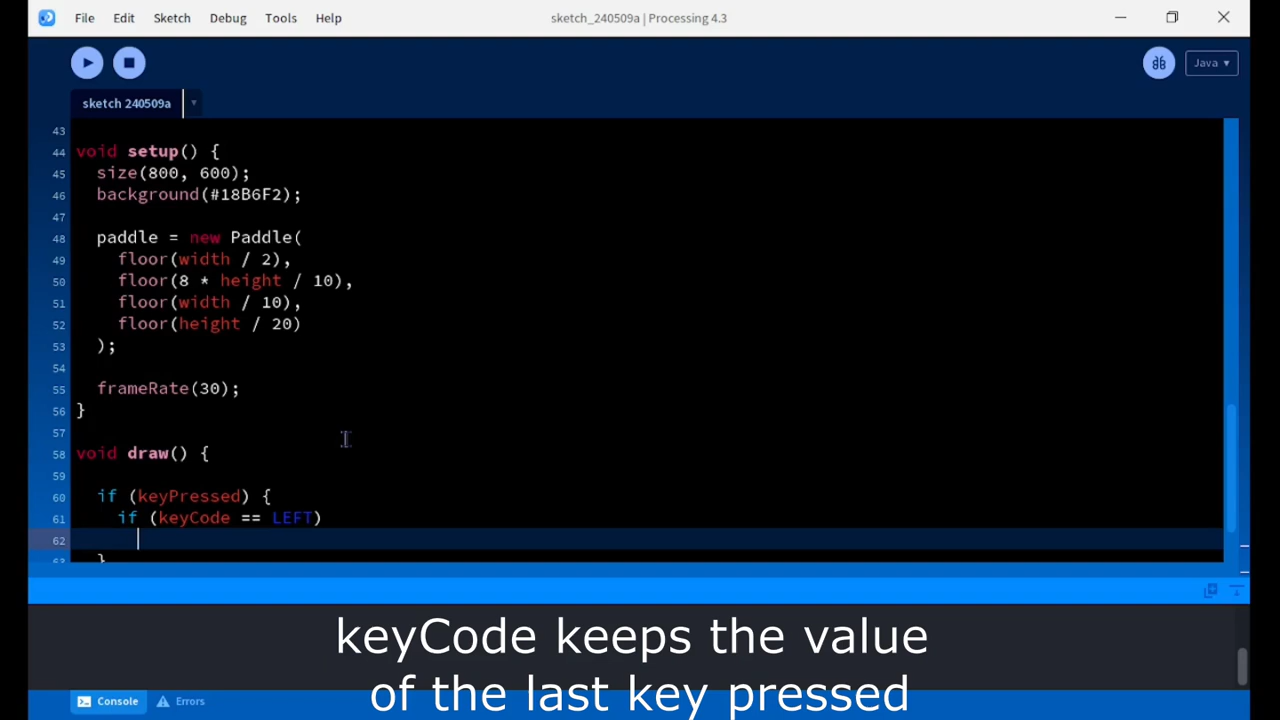 File Edit Sketch Debug Tools Help sketch_240509a | Processing 4.3
Java ▾
sketch 240509a ▾
43
44 void setup() {
45 size(800, 600);
46 background(#18B6F2);
47
48 paddle = new Paddle(
49 floor(width / 2),
50 floor(8 * height / 10),
51 floor(width / 10),
52 floor(height / 20)
53 );
54
55 frameRate(30);
56 }
57
58 void draw() {
59
60 if (keyPressed) {
61 if (keyCode == LEFT)
62
63 }
keyCode keeps the value
of the last key pressed
Console Errors